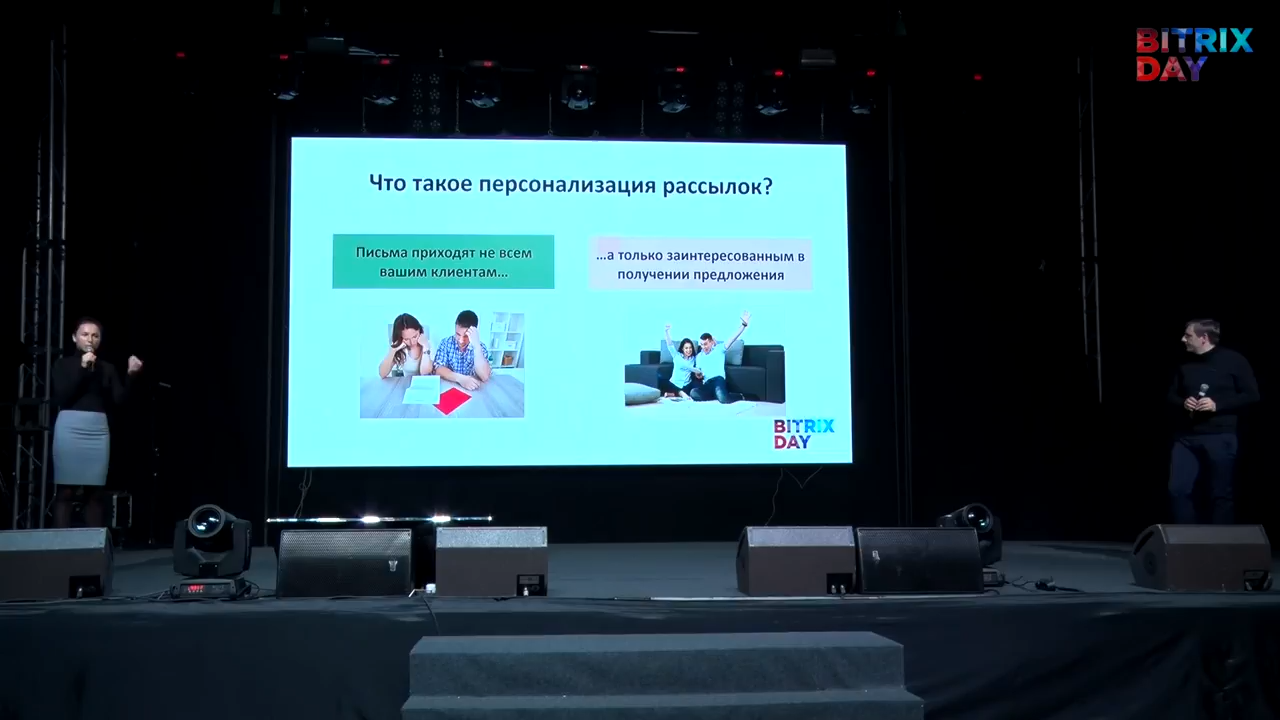 BITRIX
DAY
Что такое персонализация рассылок?
Письма приходят не всем
вашим клиентам…
…а только заинтересованным в
получении предложения
BITRIX
DAY